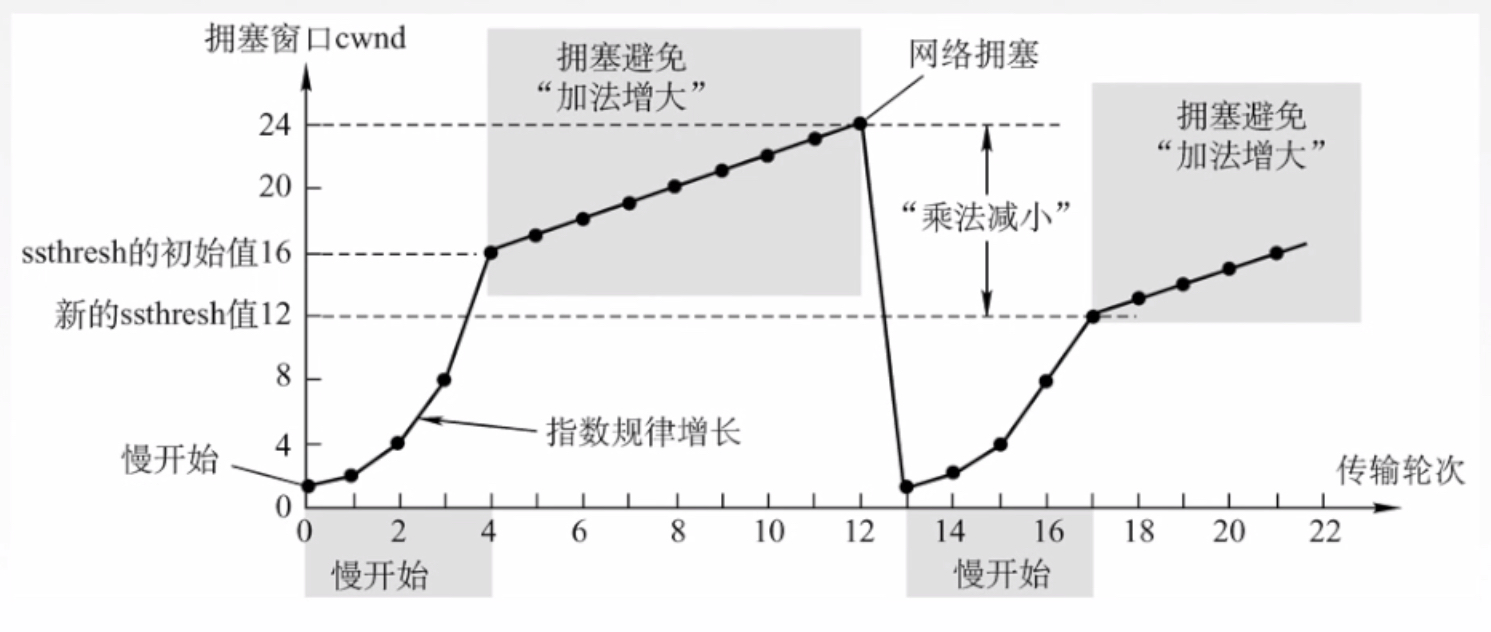 拥塞窗口cwnd
拥塞避免
“加法增大”
网络拥塞
拥塞避免
“加法增大”
24
20
“乘法减小”
ssthresh的初始值16
新的ssthresh值12
8
指数规律增长
4
慢开始
传输轮次
0
0 2 4 6 8 10 12 14 16 18 20 22
慢开始
慢开始